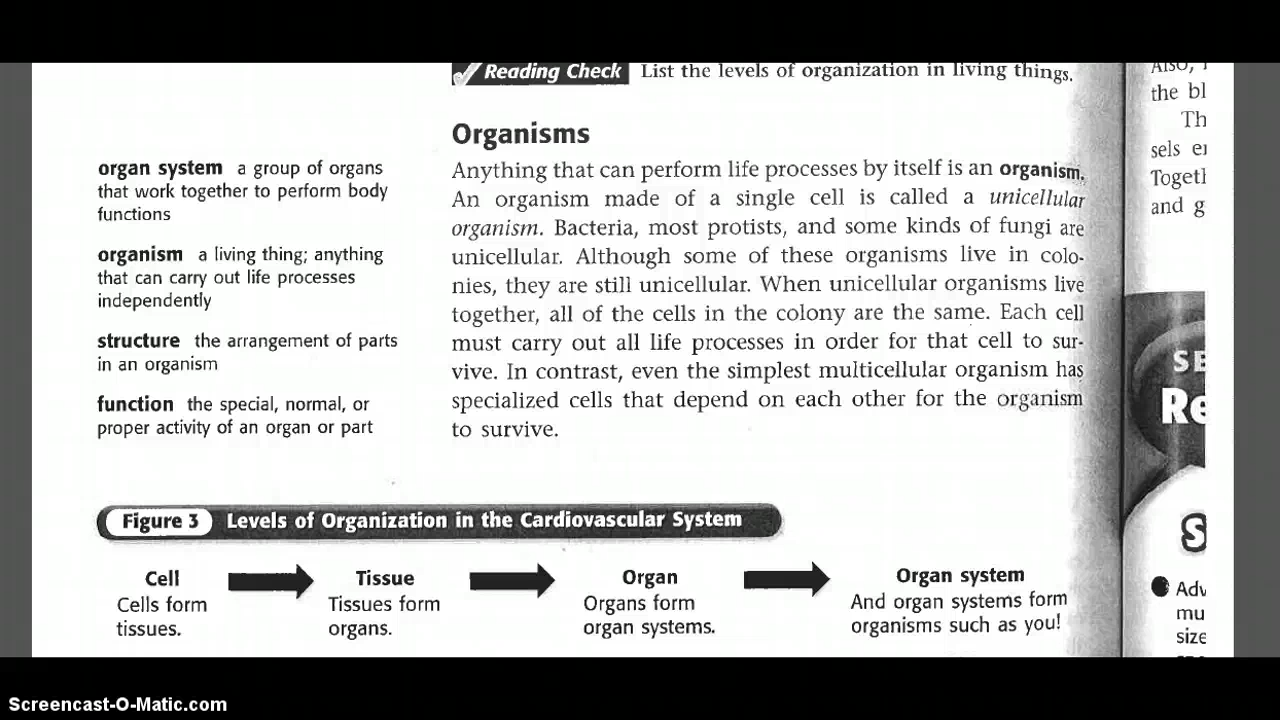 Reading Check List the levels of organization in living things.
Organisms
Anything that can perform life processes by itself is an organism.
An organism made of a single cell is called a unicellular
organism. Bacteria, most protists, and some kinds of fungi are
unicellular. Although some of these organisms live in colo-
nies, they are still unicellular. When unicellular organisms live
together, all of the cells in the colony are the same. Each cell
must carry out all life processes in order for that cell to sur-
vive. In contrast, even the simplest multicellular organism has
specialized cells that depend on each other for the organism
to survive.
organ system a group of organs
that work together to perform body
functions
organism a living thing; anything
that can carry out life processes
independently
structure the arrangement of parts
in an organism
function the special, normal, or
proper activity of an organ or part
Figure 3 Levels of Organization in the Cardiovascular System
Cell
Cells form
tissues.
Tissue
Tissues form
organs.
Organ
Organs form
organ systems.
Organ system
And organ systems form
organisms such as you!
Also,
the bl
Th
sels
Toget
and g
SE
Re
S
Adv
mu
size
Screencast-O-Matic.com